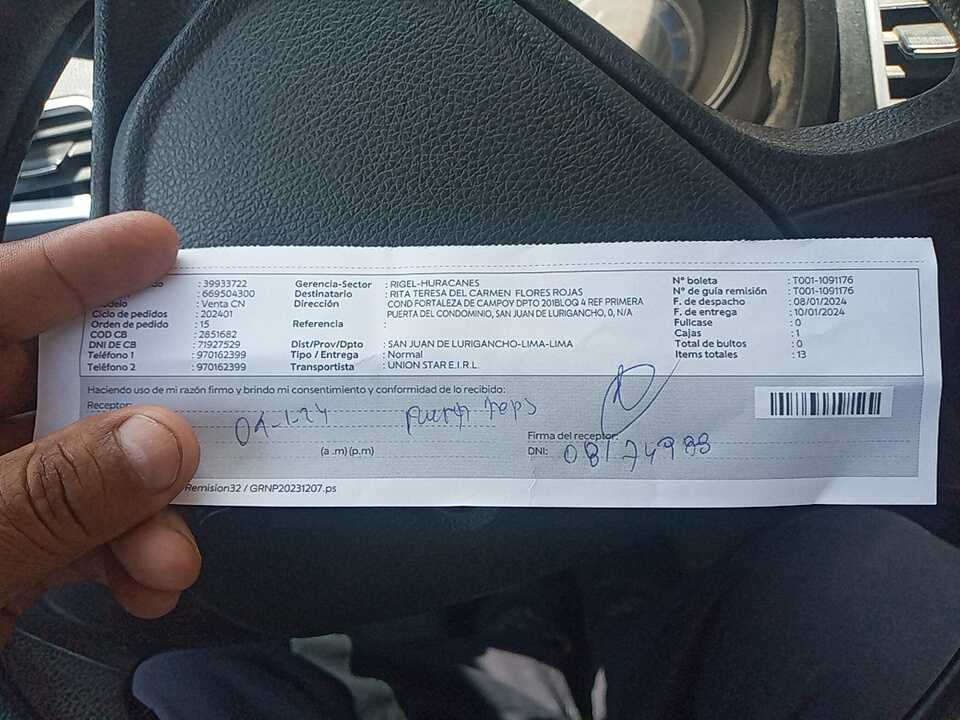 : 39933722
: 669504300
Modelo : Venta CN
Ciclo de pedidos : 202401
Orden de pedido : 15
COD CB : 2851682
DNI DE CB : 71927529
Teléfono 1 : 970162399
Teléfono 2 : 970162399
Gerencia-Sector : RIGEL-HURACANES
Destinatario : RITA TERESA DEL CARMEN FLORES ROJAS
Dirección : COND FORTALEZA DE CAMPOY DPTO 201BLOQ 4 REF PRIMERA
PUERTA DEL CONDOMINIO, SAN JUAN DE LURIGANCHO, 0, N/A
Referencia :
Dist/Prov/Dpto : SAN JUAN DE LURIGANCHO-LIMA-LIMA
Tipo / Entrega : Normal
Transportista : UNION STAR E.I.R.L
N° boleta : T001-1091176
N° de guía remisión : T001-1091176
F. de despacho : 08/01/2024
F. de entrega : 10/01/2024
Fullcase : 0
Cajas : 1
Total de bultos : 0
Items totales : 13
Haciendo uso de mi razón firmo y brindo mi consentimiento y conformidad de lo recibido:
Receptor
(a .m) (p.m)
Firma del receptor:
DNI: 08174988
Remision32 / GRNP20231207.ps